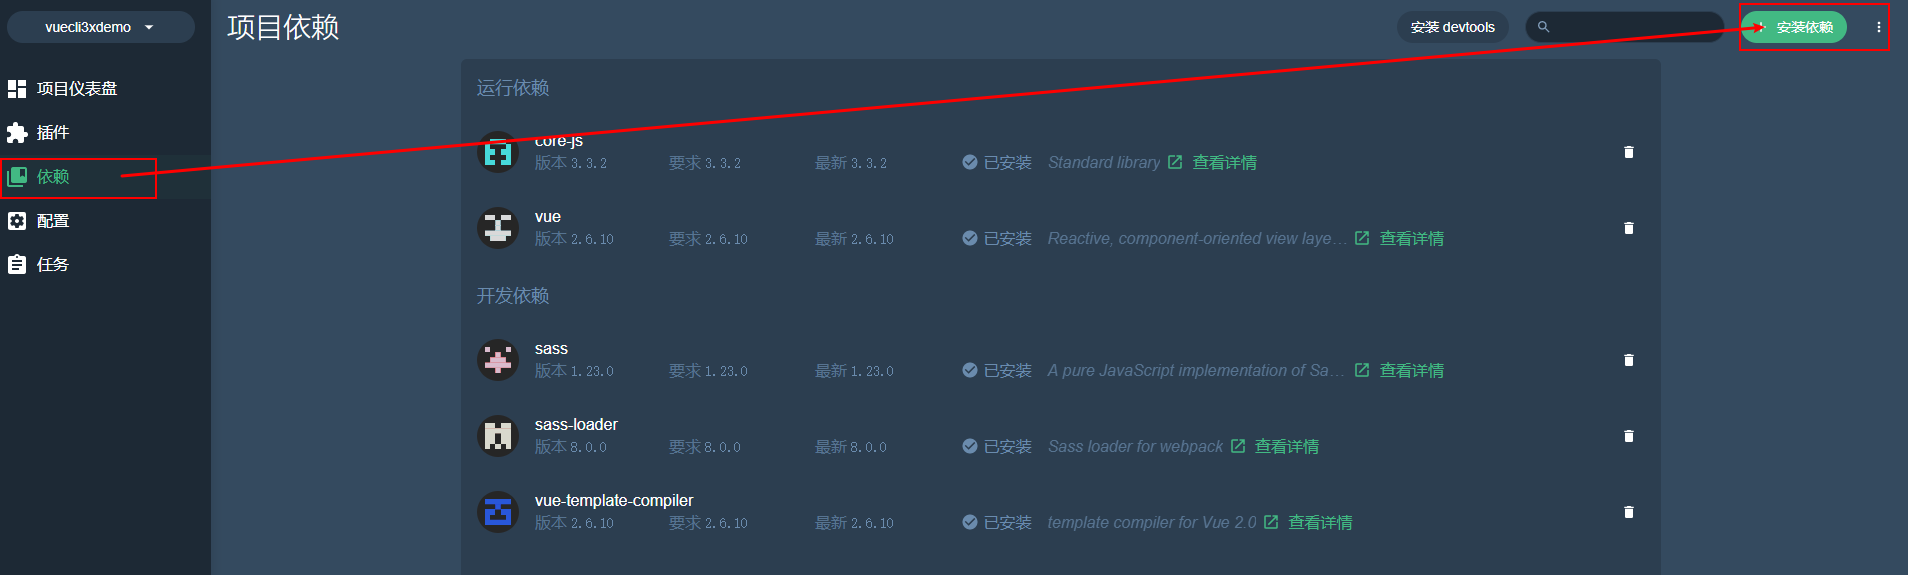 vuecli3xdemo
项目依赖
安装 devtools
安装依赖
项目仪表盘
插件
依赖
配置
任务
运行依赖
core-js
版本 3.3.2 要求 3.3.2 最新 3.3.2 已安装 Standard library 查看详情
vue
版本 2.6.10 要求 2.6.10 最新 2.6.10 已安装 Reactive, component-oriented view laye... 查看详情
开发依赖
sass
版本 1.23.0 要求 1.23.0 最新 1.23.0 已安装 A pure JavaScript implementation of Sa... 查看详情
sass-loader
版本 8.0.0 要求 8.0.0 最新 8.0.0 已安装 Sass loader for webpack 查看详情
vue-template-compiler
版本 2.6.10 要求 2.6.10 最新 2.6.10 已安装 template compiler for Vue 2.0 查看详情